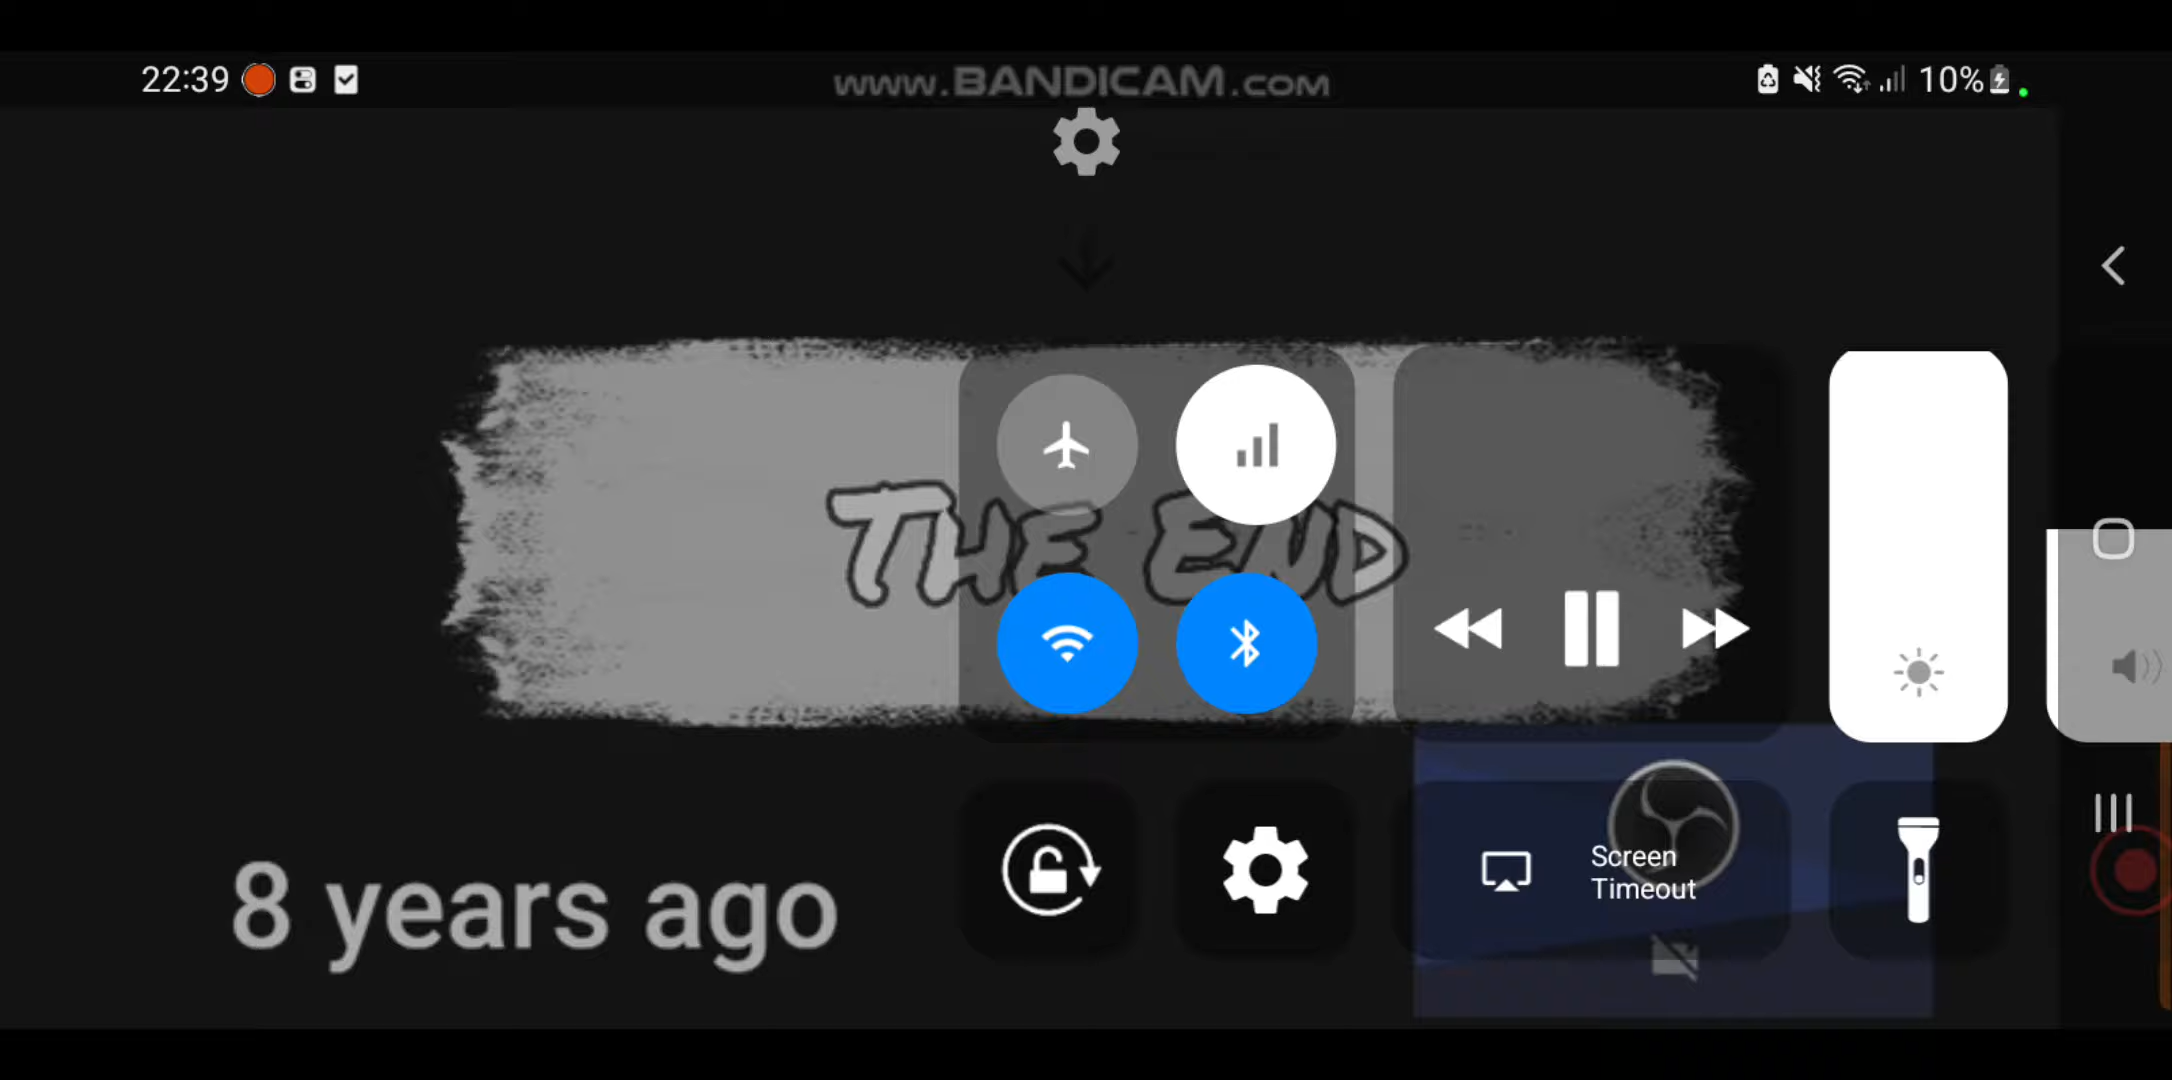 22:39
www.BANDICAM.com
10%
THE END
Screen
Timeout
8 years ago